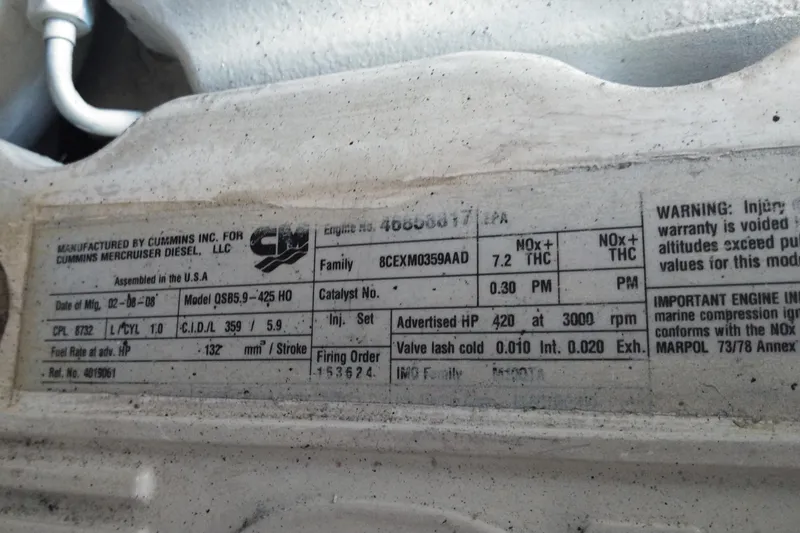 MANUFACTURED BY CUMMINS INC. FOR
CUMMINS MERCRUISER DIESEL, LLC
CM
Assembled in the U.S.A
Date of Mfg. 02-08-08 Model QSB5.9-425 HO
CPL 8732 L/CYL 1.0 C.I.D./L 359 / 5.9
Fuel Rate at adv. HP 132 mm³ / Stroke
Ref. No. 4019061
Engine No. EPA
Family 8CEXM0359AAD 7.2 NOx+ THC NOx+ THC
Catalyst No. 0.30 PM PM
Inj. Set Advertised HP 420 at 3000 rpm
Firing Order Valve lash cold 0.010 Int. 0.020 Exh.
153624 IMO Family
WARNING: Injury
warranty is voided
altitudes exceed
values for this
IMPORTANT ENGINE
marine compression
conforms with the NOx
MARPOL 73/78 Annex